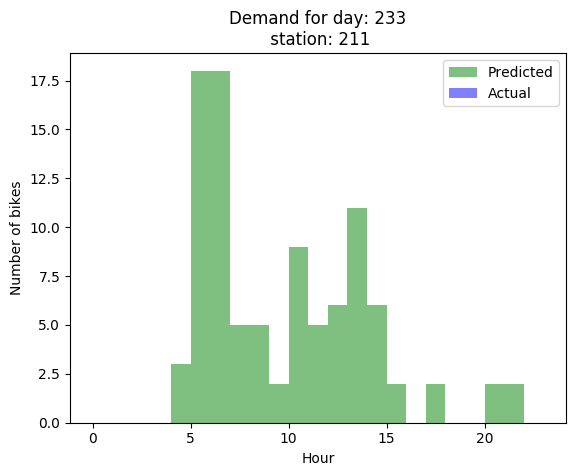 Demand for day: 233
station: 211
Predicted
Actual
Number of bikes
17.5
15.0
12.5
10.0
7.5
5.0
2.5
0.0
0
5
10
15
20
Hour